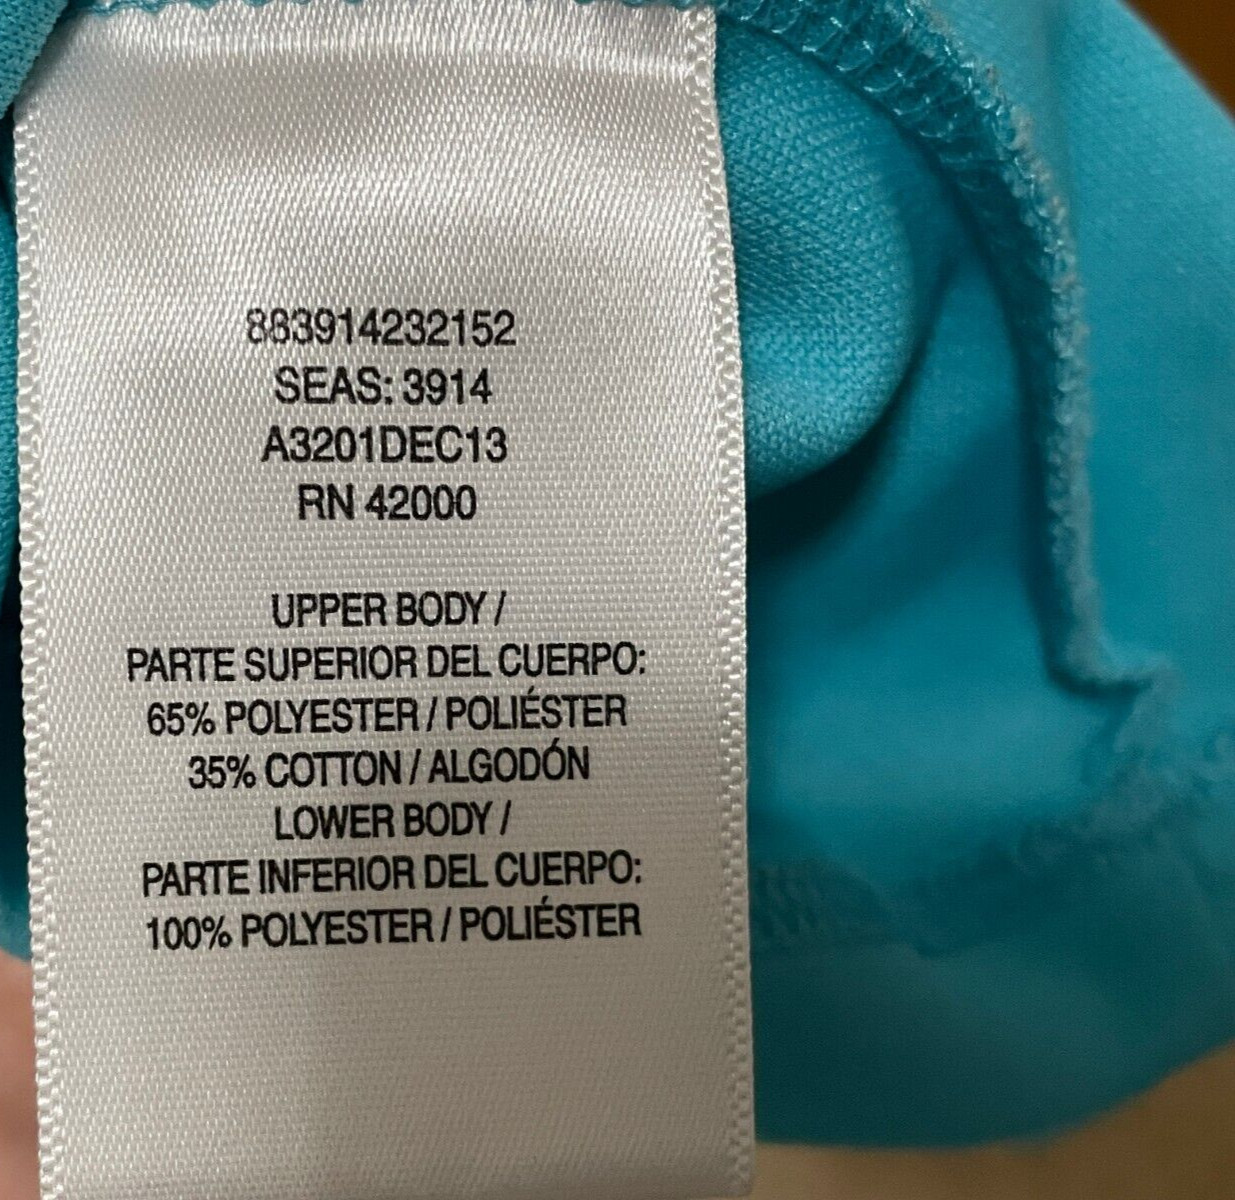 883914232152
SEAS: 3914
A3201DEC13
RN 42000
UPPER BODY /
PARTE SUPERIOR DEL CUERPO:
65% POLYESTER / POLIÉSTER
35% COTTON / ALGODÓN
LOWER BODY /
PARTE INFERIOR DEL CUERPO:
100% POLYESTER / POLIÉSTER